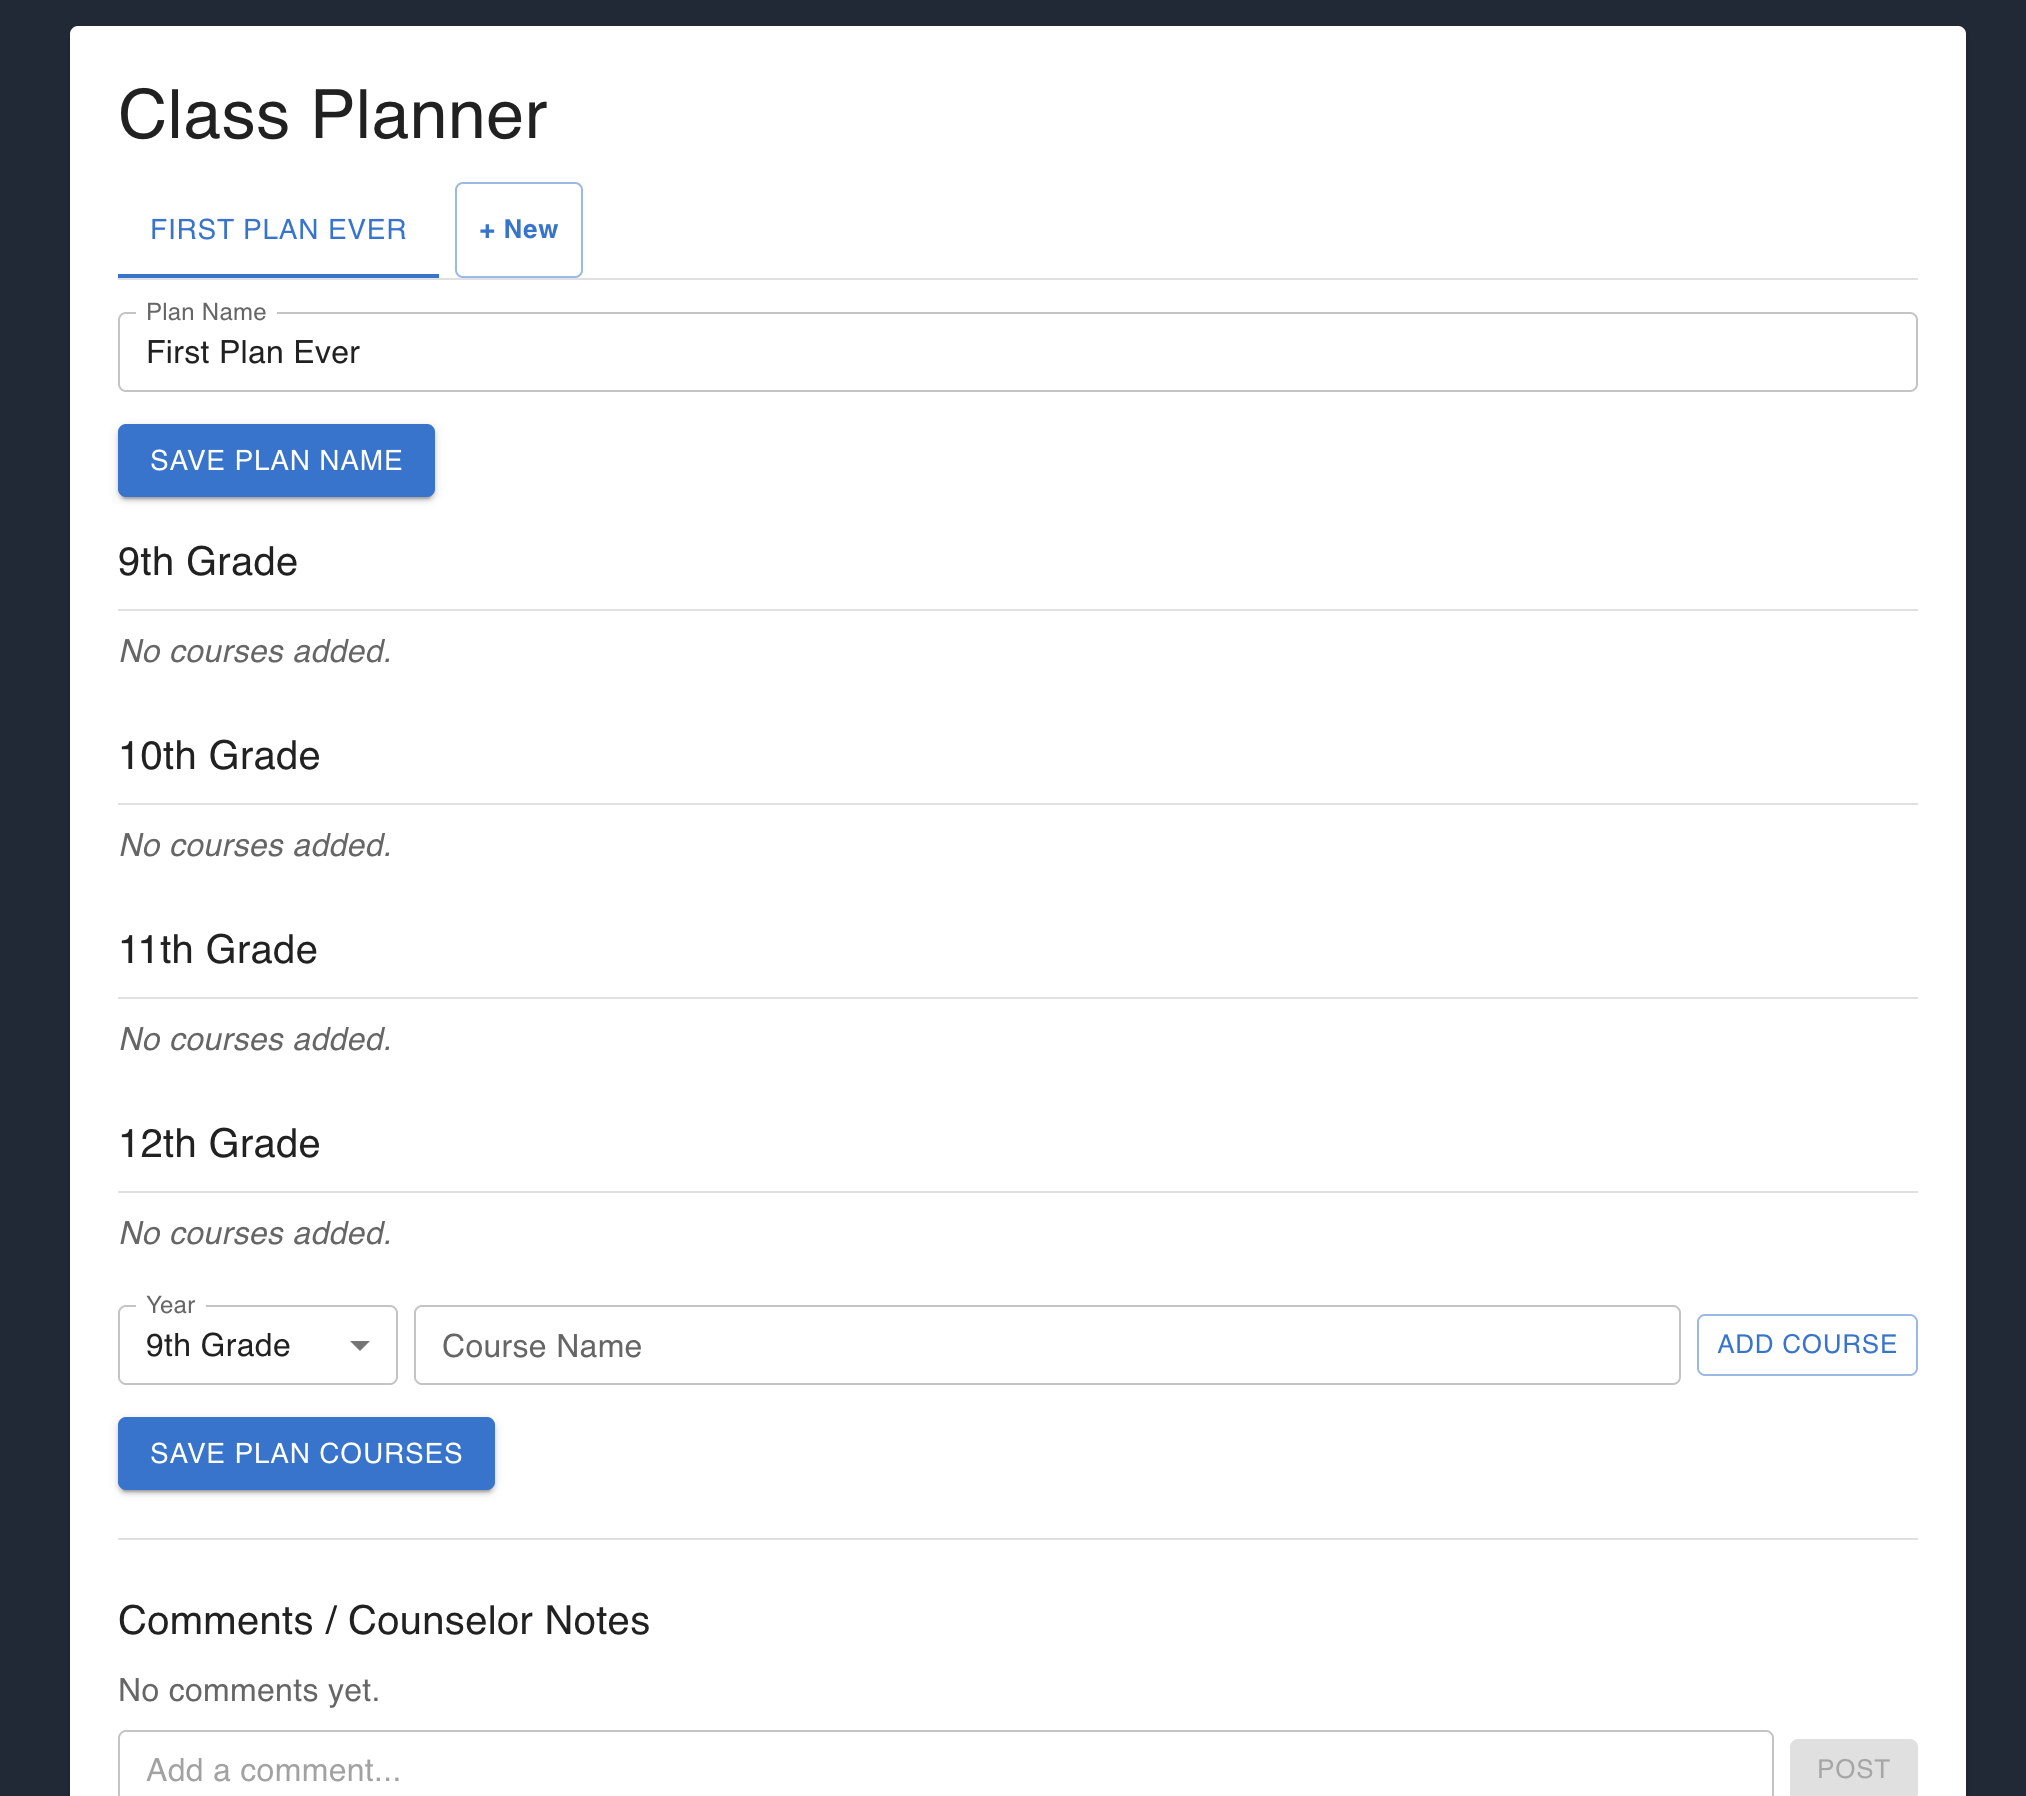 Class Planner
FIRST PLAN EVER
+ New
Plan Name
First Plan Ever
SAVE PLAN NAME
9th Grade
No courses added.
10th Grade
No courses added.
11th Grade
No courses added.
12th Grade
No courses added.
Year
9th Grade
Course Name
ADD COURSE
SAVE PLAN COURSES
Comments / Counselor Notes
No comments yet.
Add a comment...
POST